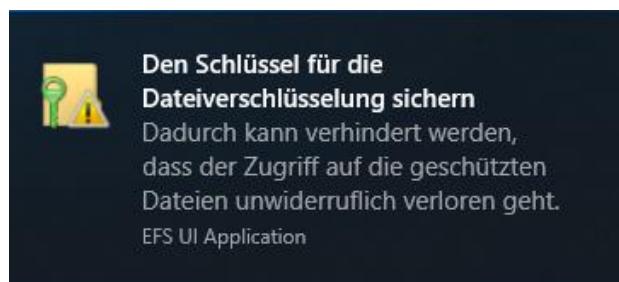 Den Schlüssel für die
Dateiverschlüsselung sichern
Dadurch kann verhindert werden,
dass der Zugriff auf die geschützten
Dateien unwiderruflich verloren geht.
EFS UI Application